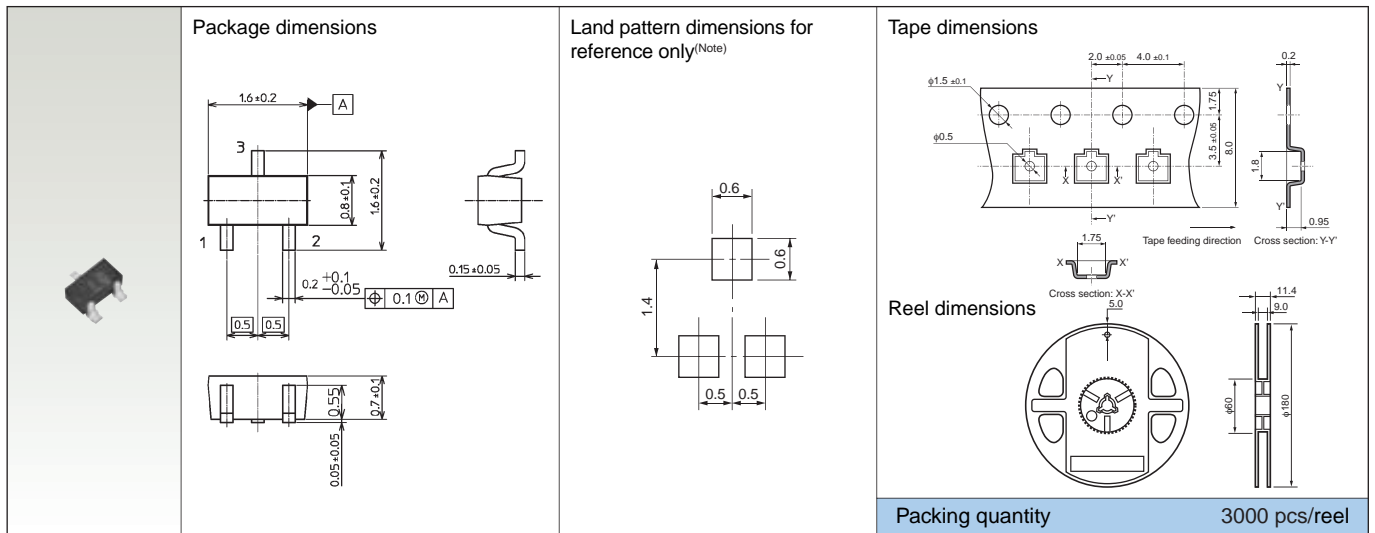 Package dimensions
1.6±0.2
A
3
0.8±0.1
1.6±0.2
1
2
0.2 +0.1 -0.05
⌖ 0.1 Ⓜ A
0.5
0.5
0.15±0.05
0.55
0.7±0.1
0.05±0.05
Land pattern dimensions for
reference only(Note)
0.6
0.6
1.4
0.5
0.5
Tape dimensions
2.0 ±0.05
4.0 ±0.1
0.2
φ1.5 ±0.1
Y
Y
1.75
φ0.5
3.5 ±0.05
8.0
1.8
X
X'
Y'
Y'
0.95
Tape feeding direction
Cross section: Y-Y'
1.75
X
X'
Cross section: X-X'
Reel dimensions
5.0
11.4
9.0
φ60
φ180
Packing quantity
3000 pcs/reel